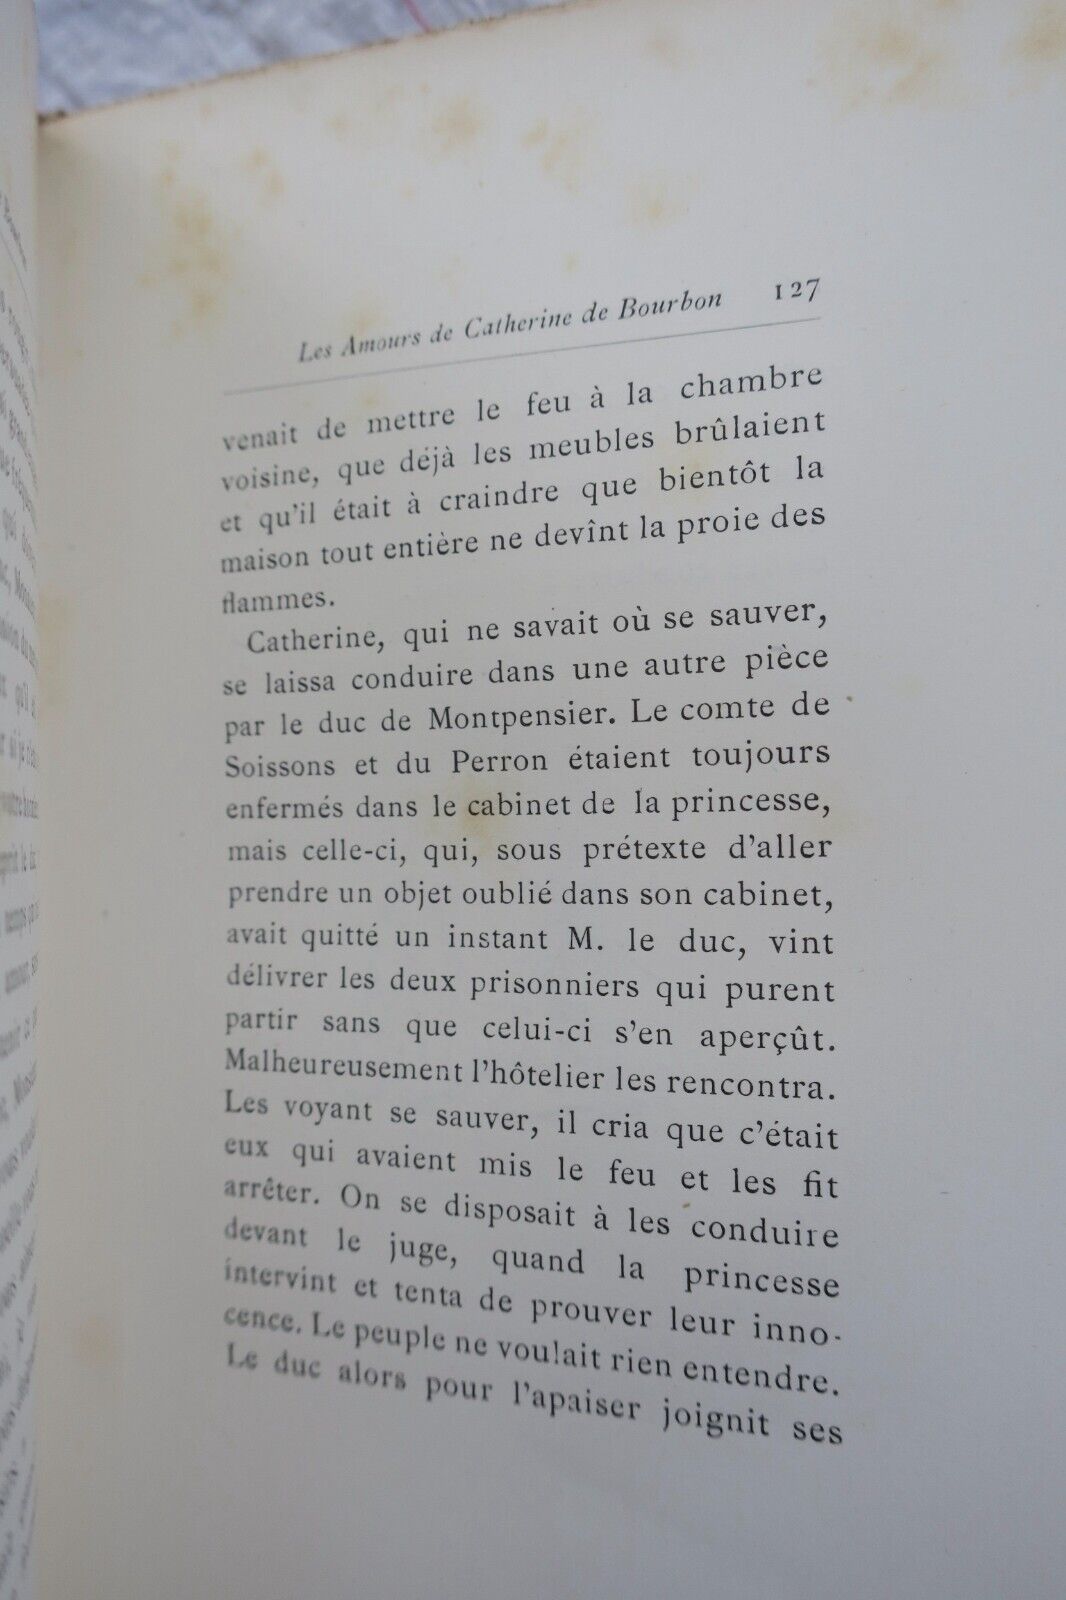 Les Amours de Catherine de Bourbon 127
venait de mettre le feu à la chambre
voisine, que déjà les meubles brûlaient
et qu'il était à craindre que bientôt la
maison tout entière ne devînt la proie des
flammes.
Catherine, qui ne savait où se sauver,
se laissa conduire dans une autre pièce
par le duc de Montpensier. Le comte de
Soissons et du Perron étaient toujours
enfermés dans le cabinet de la princesse,
mais celle-ci, qui, sous prétexte d'aller
prendre un objet oublié dans son cabinet,
avait quitté un instant M. le duc, vint
délivrer les deux prisonniers qui purent
partir sans que celui-ci s'en aperçût.
Malheureusement l'hôtelier les rencontra.
Les voyant se sauver, il cria que c'était
eux qui avaient mis le feu et les fit
arrêter. On se disposait à les conduire
devant le juge, quand la princesse
intervint et tenta de prouver leur inno-
cence. Le peuple ne voulait rien entendre.
Le duc alors pour l'apaiser joignit ses